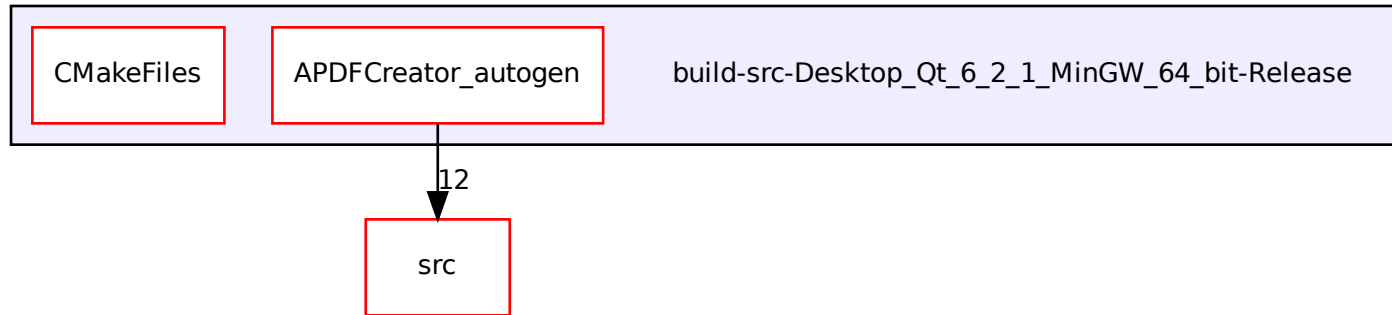 CMakeFiles
APDFCreator_autogen
build-src-Desktop_Qt_6_2_1_MinGW_64_bit-Release
12
src